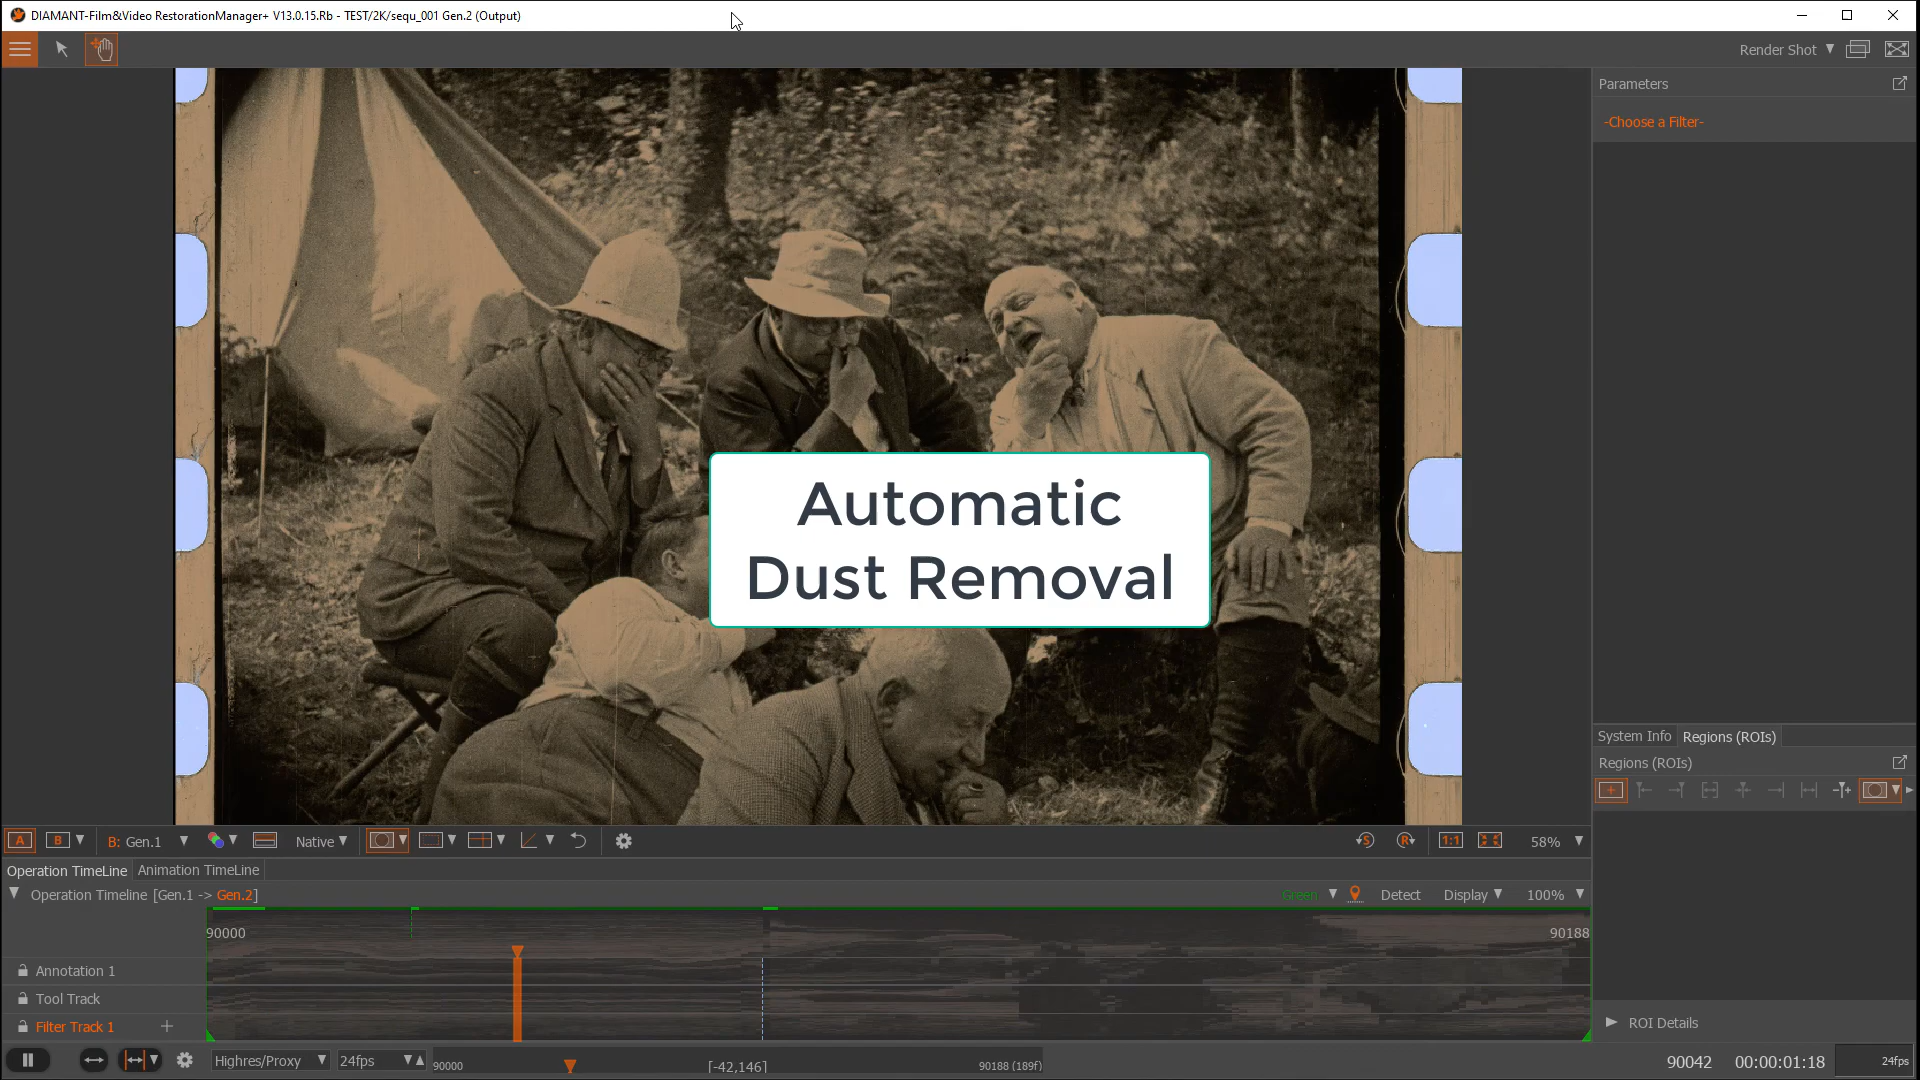 DIAMANT-Film&Video RestorationManager+ V13.0.15.Rb - TEST/2K/sequ_001 Gen.2 (Output)
Render Shot
Parameters
-Choose a Filter-
Automatic
Dust Removal
System Info Regions (ROIs)
Regions (ROIs)
A B B: Gen.1 Native S R 1:1 58%
Operation TimeLine Animation TimeLine
Operation Timeline [Gen.1 -> Gen.2] Green Detect Display 100%
90000 90188
Annotation 1
Tool Track
Filter Track 1
ROI Details
Highres/Proxy 24fps 90000 [-42,146] 90188 (189f) 90042 00:00:01:18 24fps